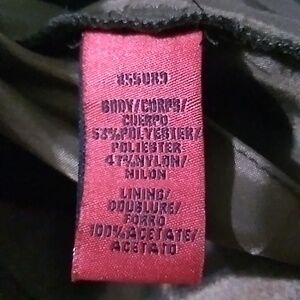 BODY/CORPS/
CUERPO
53%POLYESTER/
POLIESTER
47%NYLON/
NILON
LINING/
DOUBLURE/
FORRO
100%ACETATE/
ACETATO